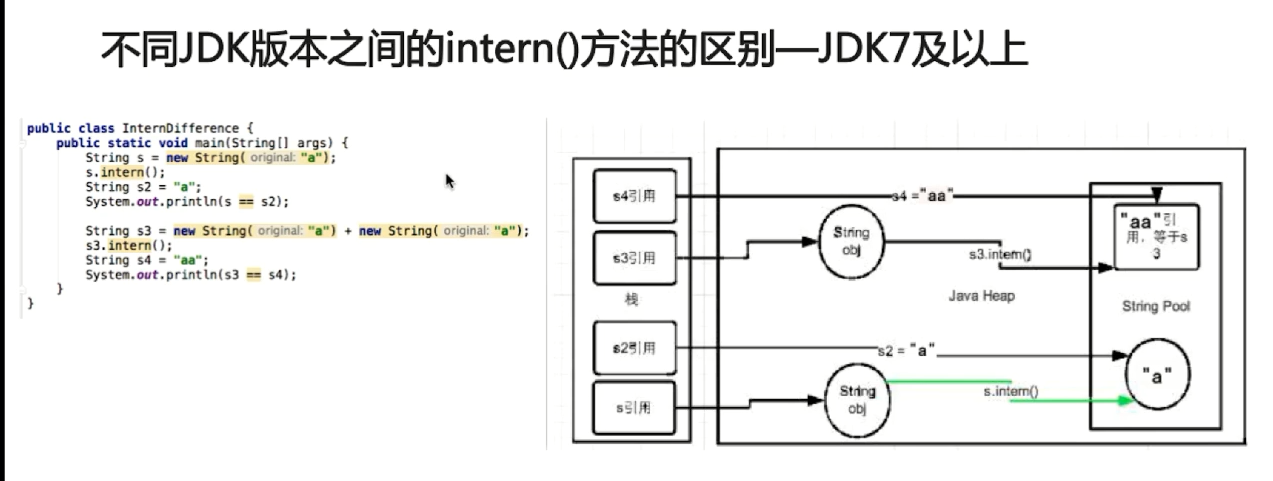 不同JDK版本之间的intern()方法的区别—JDK7及以上
public class InternDifference {
public static void main(String[] args) {
String s = new String( original: "a");
s.intern();
String s2 = "a";
System.out.println(s == s2);
String s3 = new String( original: "a") + new String( original: "a");
s3.intern();
String s4 = "aa";
System.out.println(s3 == s4);
}
}
s4引用
s3引用
栈
s2引用
s引用
s4 ="aa"
String
obj
s3.intern()
Java Heap
s2 = "a"
String
obj
s.intern()
"aa"引
用，等于s
3
String Pool
"a"